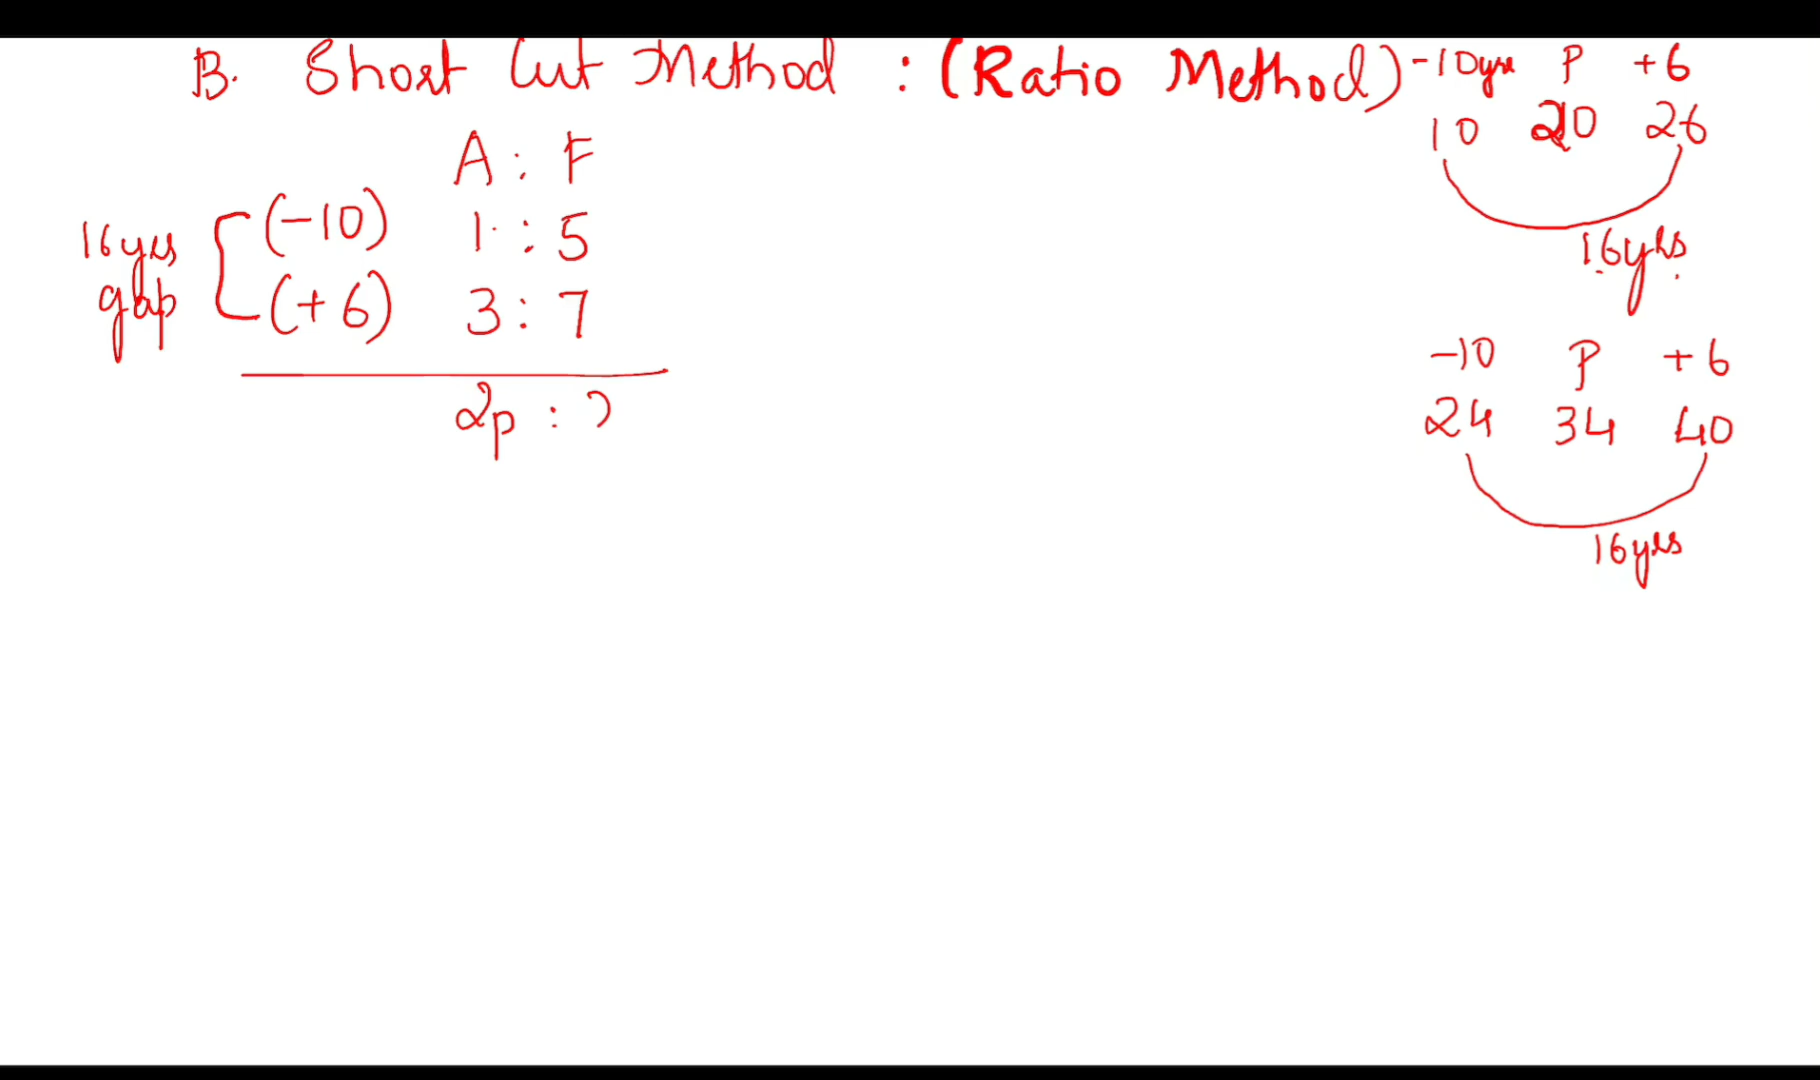 B. Short Cut Method : (Ratio Method)
A : F
(-10) 1 : 5
16yrs gap
(+6) 3 : 7
2p : ?
-10yrs P +6
10 20 26
16yrs
-10 P +6
24 34 40
16yrs